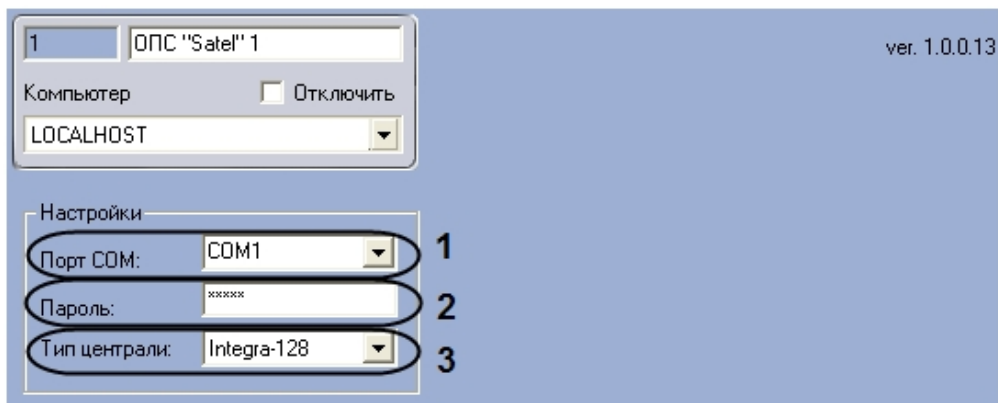 1 ОПС "Satel" 1
ver. 1.0.0.13
Компьютер Отключить
LOCALHOST
Настройки
Порт COM: COM1 1
Пароль: xxxxx 2
Тип централи: Integra-128 3